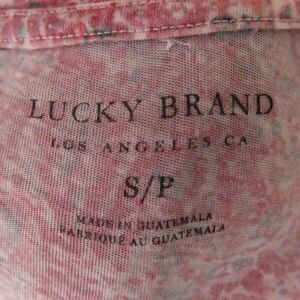 LUCKY BRAND
LOS ANGELES CA
S/P
MADE IN GUATEMALA
FABRIQUÉ AU GUATEMALA